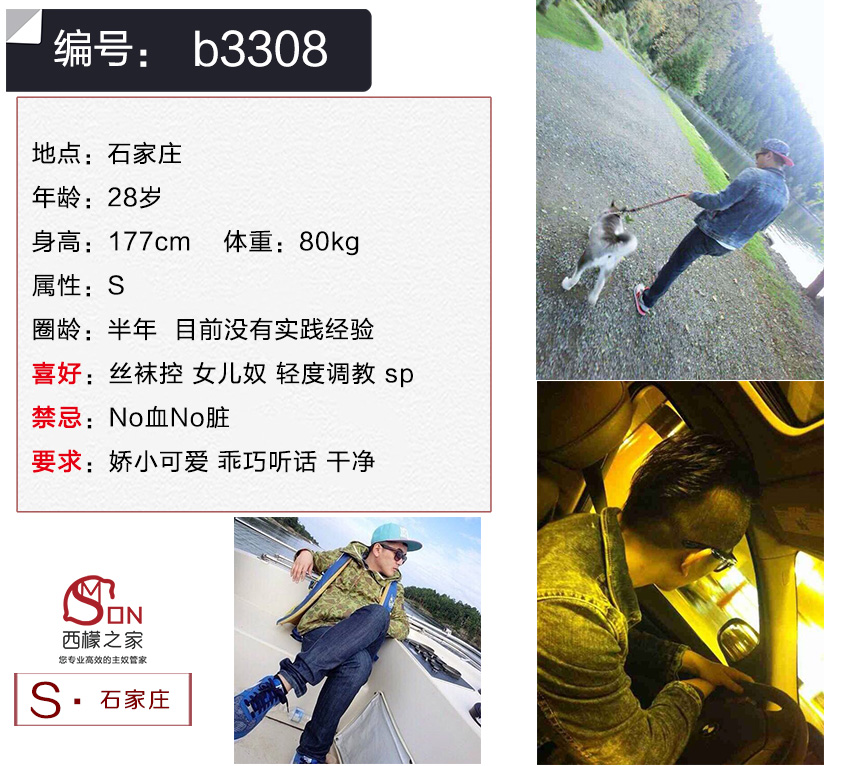 编号： b3308
地点：石家庄
年龄：28岁
身高：177cm 体重：80kg
属性：S
圈龄：半年 目前没有实践经验
喜好：丝袜控 女儿奴 轻度调教 sp
禁忌：No血No脏
要求：娇小可爱 乖巧听话 干净
SMON
西檬之家
您专业高效的主奴管家
S · 石家庄